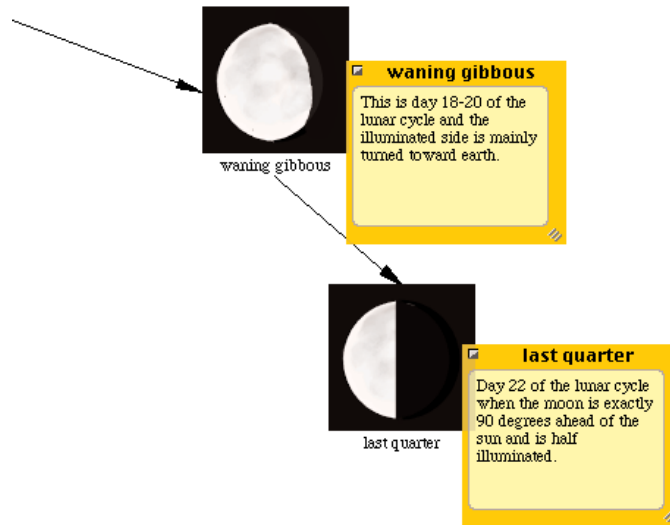 waning gibbous
This is day 18-20 of the
lunar cycle and the
illuminated side is mainly
turned toward earth.
waning gibbous
last quarter
Day 22 of the lunar cycle
when the moon is exactly
90 degrees ahead of the
sun and is half
illuminated.
last quarter